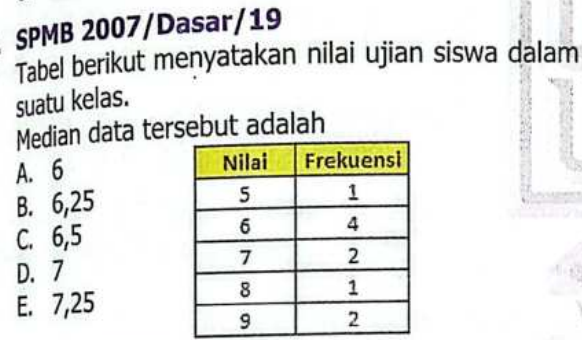 SPMB 2007/Dasar/19
Tabel berikut menyatakan nilai ujian siswa dalam
suatu kelas.
Median data tersebut adalah
A. 6
B. 6,25
C. 6,5
D. 7
E. 7,25
Nilai Frekuensi
5 1
6 4
7 2
8 1
9 2